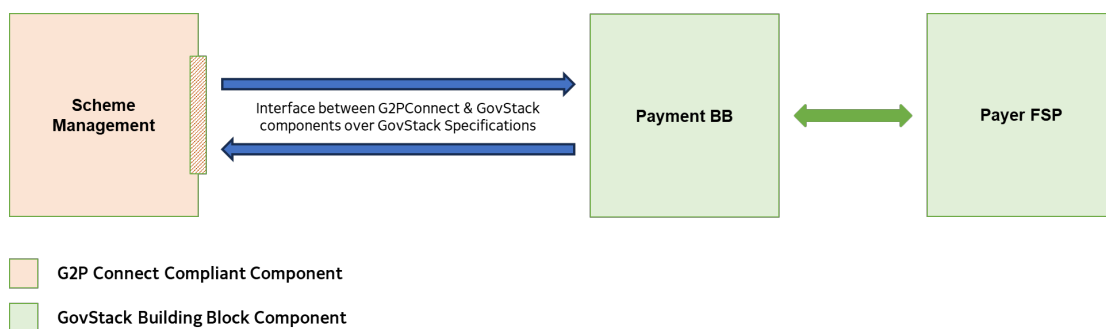 Scheme
Management
Interface between G2PConnect & GovStack
components over GovStack Specifications
Payment BB
Payer FSP
G2P Connect Compliant Component
GovStack Building Block Component